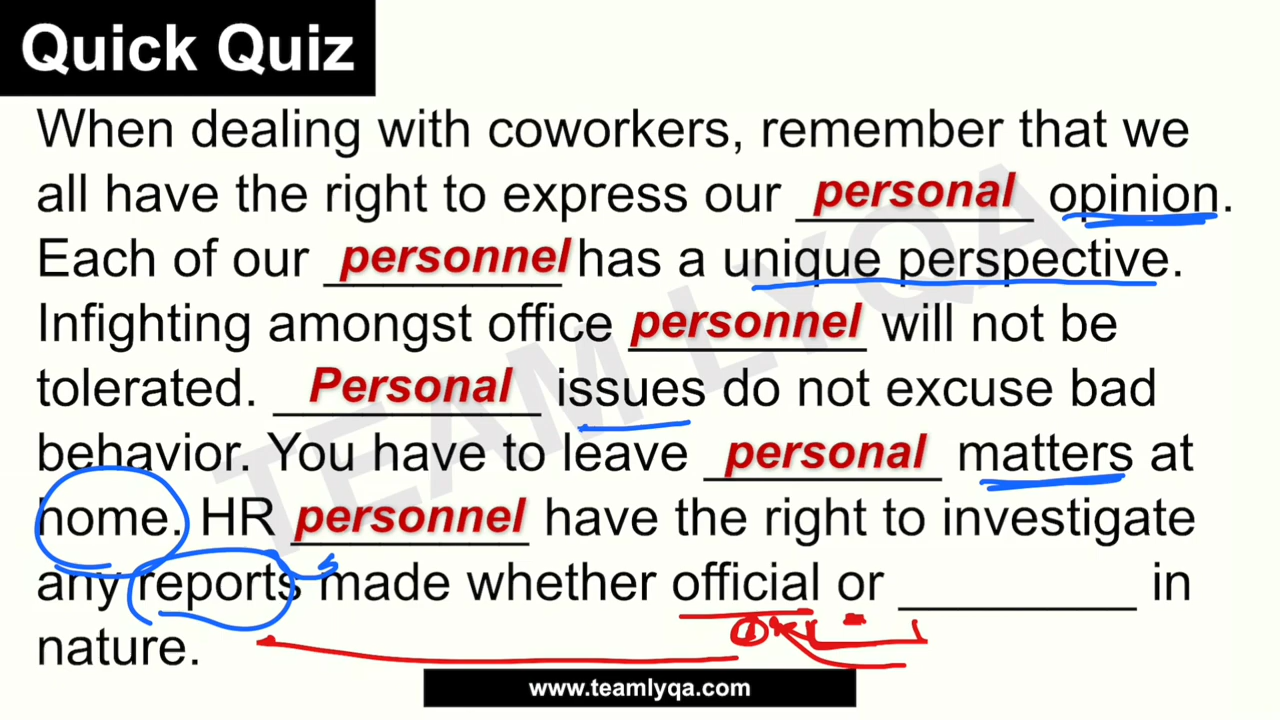 Quick Quiz
When dealing with coworkers, remember that we
all have the right to express our personal opinion.
Each of our personnel has a unique perspective.
Infighting amongst office personnel will not be
tolerated. Personal issues do not excuse bad
behavior. You have to leave personal matters at
home. HR personnel have the right to investigate
any reports made whether official or __________ in
nature.
TEAM LYQA
www.teamlyqa.com